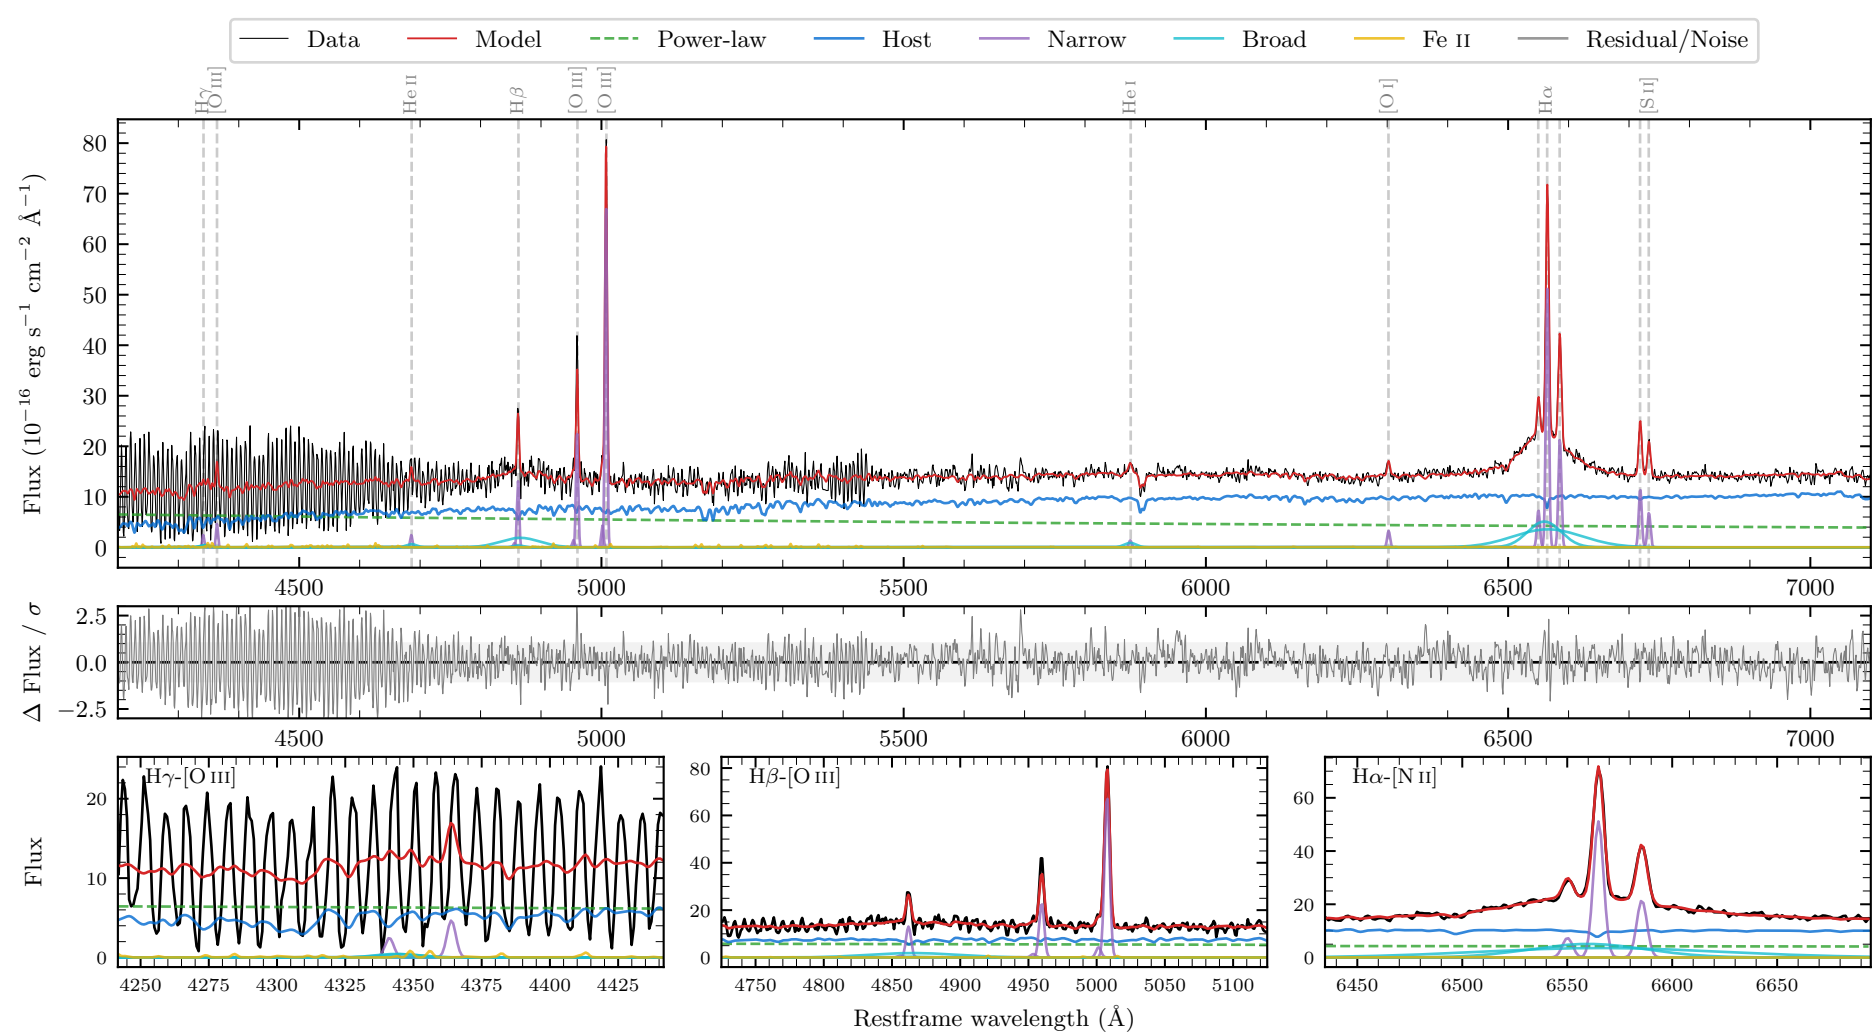 Data Model Power-law Host Narrow Broad Fe II Residual/Noise
Hγ [O III] He II Hβ [O III] [O III] He I [O I] Hα [S II]
Flux (10⁻¹⁶ erg s⁻¹ cm⁻² Å⁻¹)
80
70
60
50
40
30
20
10
0
4500 5000 5500 6000 6500 7000
Δ Flux / σ
2.5
0.0
−2.5
4500 5000 5500 6000 6500 7000
Flux
Hγ-[O III]
20
10
0
4250 4275 4300 4325 4350 4375 4400 4425
Hβ-[O III]
80
60
40
20
0
4750 4800 4850 4900 4950 5000 5050 5100
Hα-[N II]
60
40
20
0
6450 6500 6550 6600 6650
Restframe wavelength (Å)